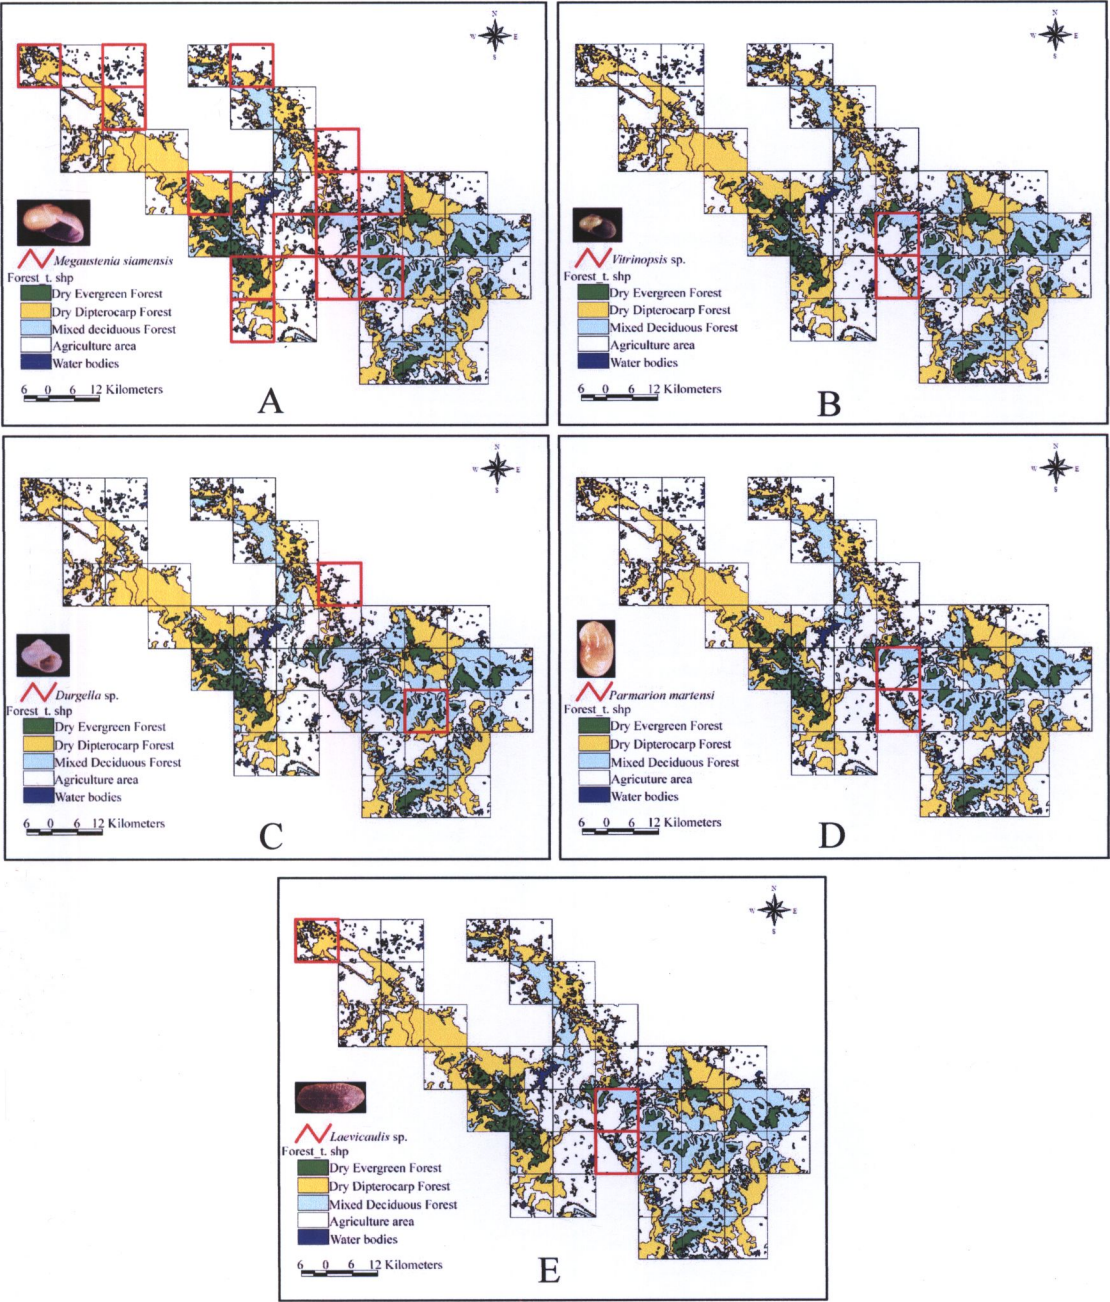 N
W E
S
Megaustenia siamensis
Forest_t. shp
Dry Evergreen Forest
Dry Dipterocarp Forest
Mixed deciduous Forest
Agriculture area
Water bodies
6 0 6 12 Kilometers
A
N
W E
S
Vitrinopsis sp.
Forest_t. shp
Dry Evergreen Forest
Dry Dipterocarp Forest
Mixed Deciduous Forest
Agriculture area
Water bodies
6 0 6 12 Kilometers
B
N
W E
S
Durgella sp.
Forest_t. shp
Dry Evergreen Forest
Dry Dipterocarp Forest
Mixed Deciduous Forest
Agriculture area
Water bodies
6 0 6 12 Kilometers
C
N
W E
S
Parmarion martensi
Forest_t. shp
Dry Evergreen Forest
Dry Dipterocarp Forest
Mixed Deciduous Forest
Agricuture area
Water bodies
6 0 6 12 Kilometers
D
N
W E
S
Laevicaulis sp.
Forest_t. shp
Dry Evergreen Forest
Dry Dipterocarp Forest
Mixed Deciduous Forest
Agriculture area
Water bodies
6 0 6 12 Kilometers
E